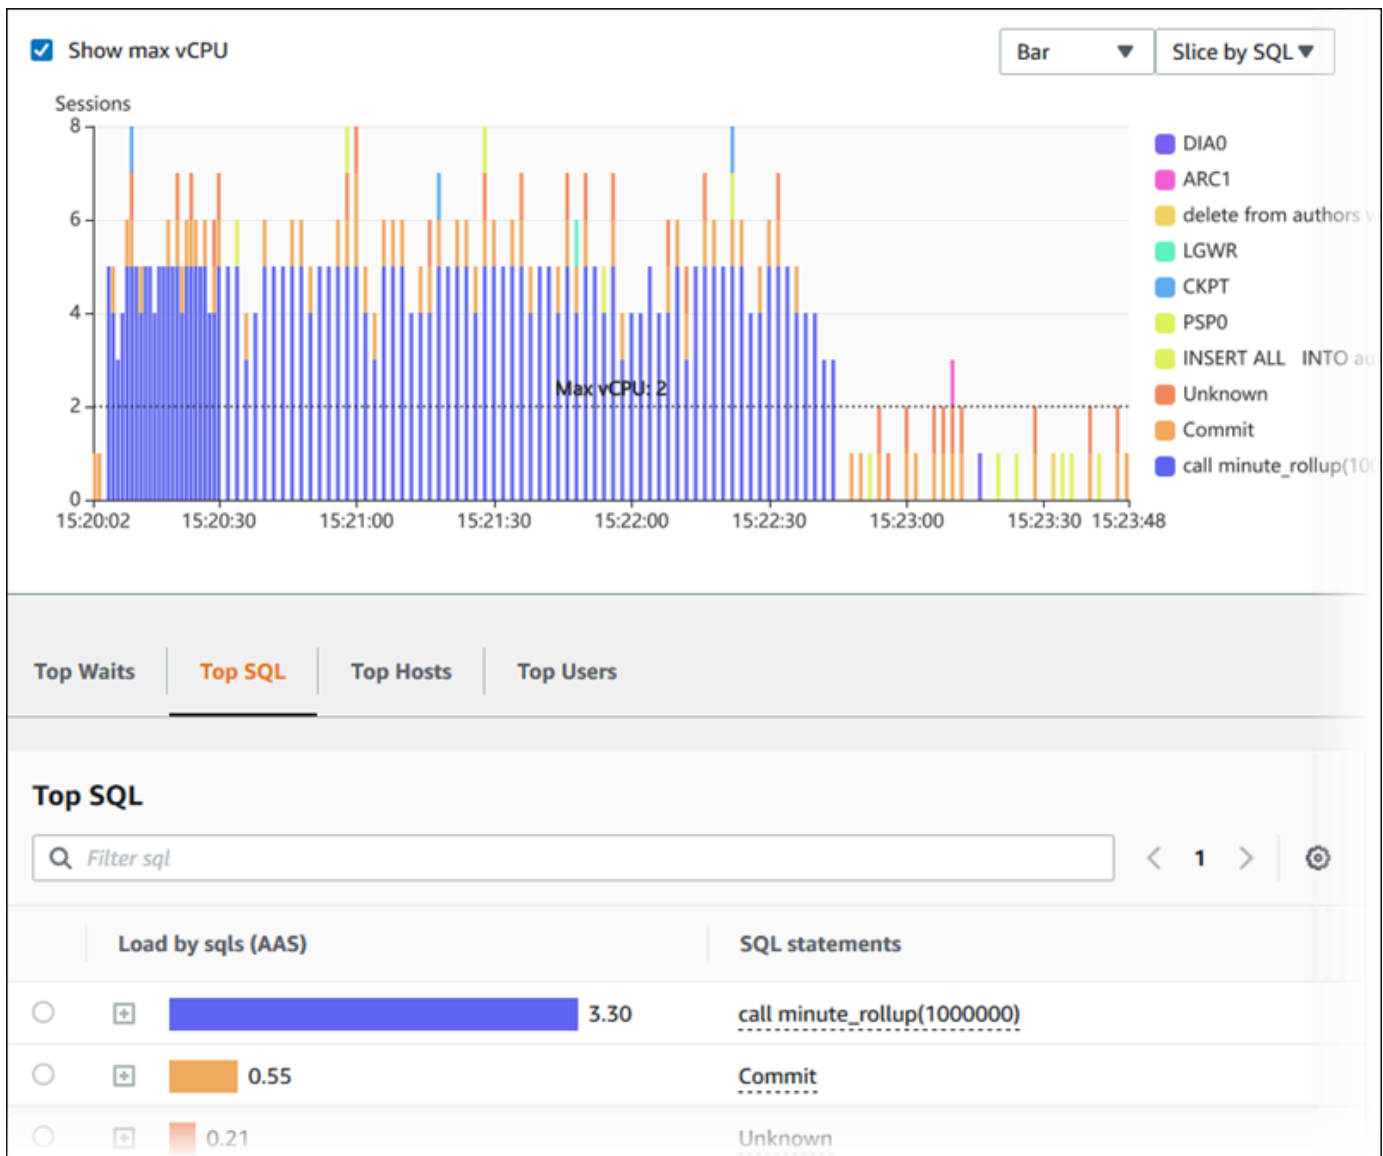 Show max vCPU
Bar
Slice by SQL
Sessions
8
6
4
2
0
Max vCPU: 2
15:20:02 15:20:30 15:21:00 15:21:30 15:22:00 15:22:30 15:23:00 15:23:30 15:23:48
DIA0
ARC1
delete from authors w
LGWR
CKPT
PSP0
INSERT ALL INTO au
Unknown
Commit
call minute_rollup(100
Top Waits
Top SQL
Top Hosts
Top Users
Top SQL
Filter sql
1
Load by sqls (AAS)
SQL statements
3.30
call minute_rollup(1000000)
0.55
Commit
0.21
Unknown